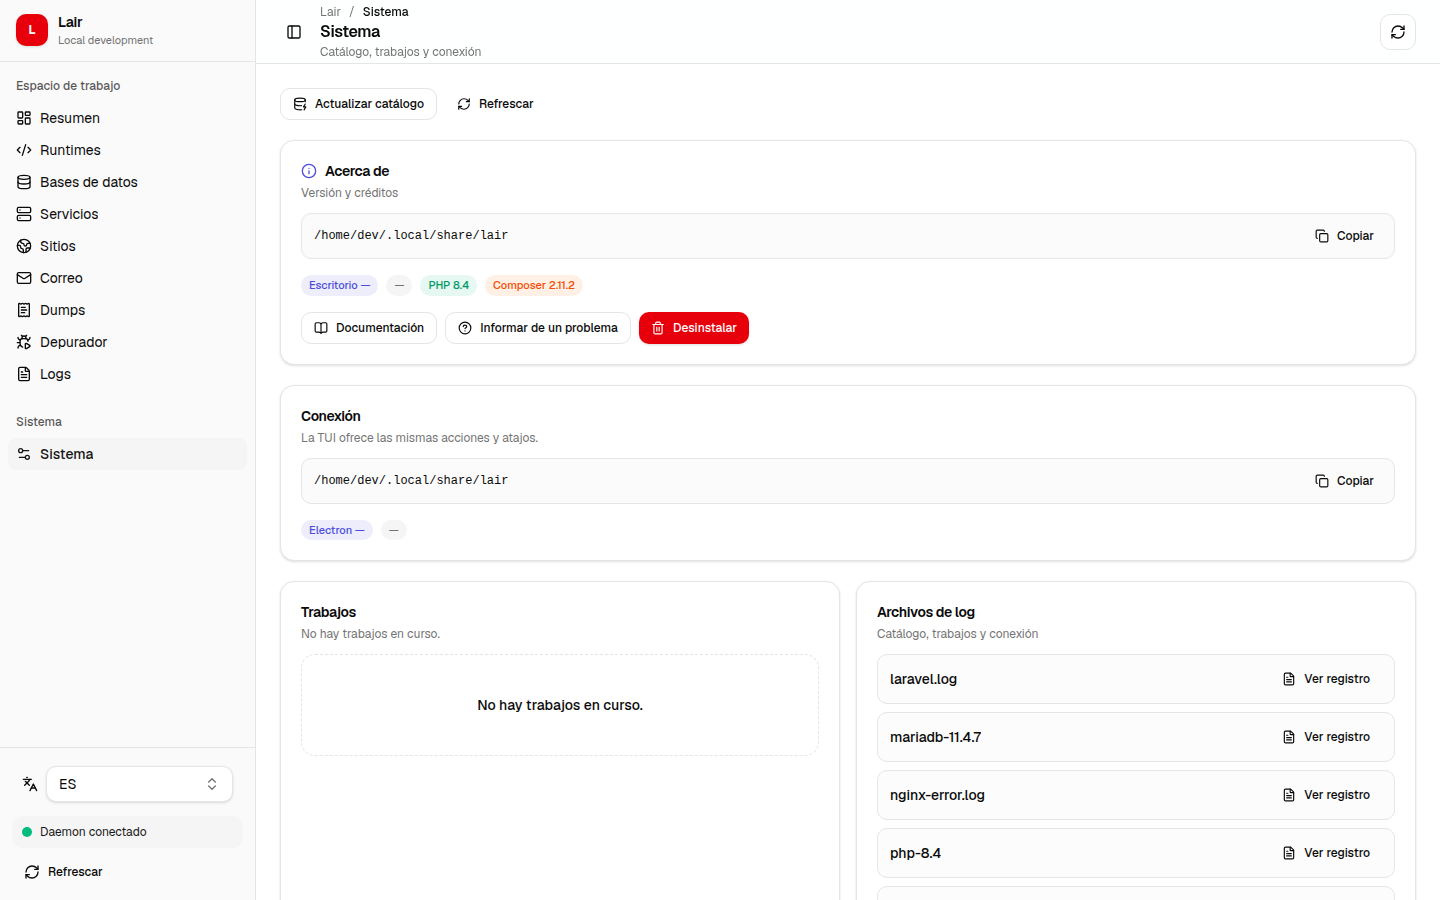 L
Lair
Local development
Espacio de trabajo
Resumen
Runtimes
Bases de datos
Servicios
Sitios
Correo
Dumps
Depurador
Logs
Sistema
Sistema
ES
Daemon conectado
Refrescar
Lair / Sistema
Sistema
Catálogo, trabajos y conexión
Actualizar catálogo
Refrescar
Acerca de
Versión y créditos
/home/dev/.local/share/lair
Copiar
Escritorio — — PHP 8.4 Composer 2.11.2
Documentación
Informar de un problema
Desinstalar
Conexión
La TUI ofrece las mismas acciones y atajos.
/home/dev/.local/share/lair
Copiar
Electron — —
Trabajos
No hay trabajos en curso.
No hay trabajos en curso.
Archivos de log
Catálogo, trabajos y conexión
laravel.log Ver registro
mariadb-11.4.7 Ver registro
nginx-error.log Ver registro
php-8.4 Ver registro